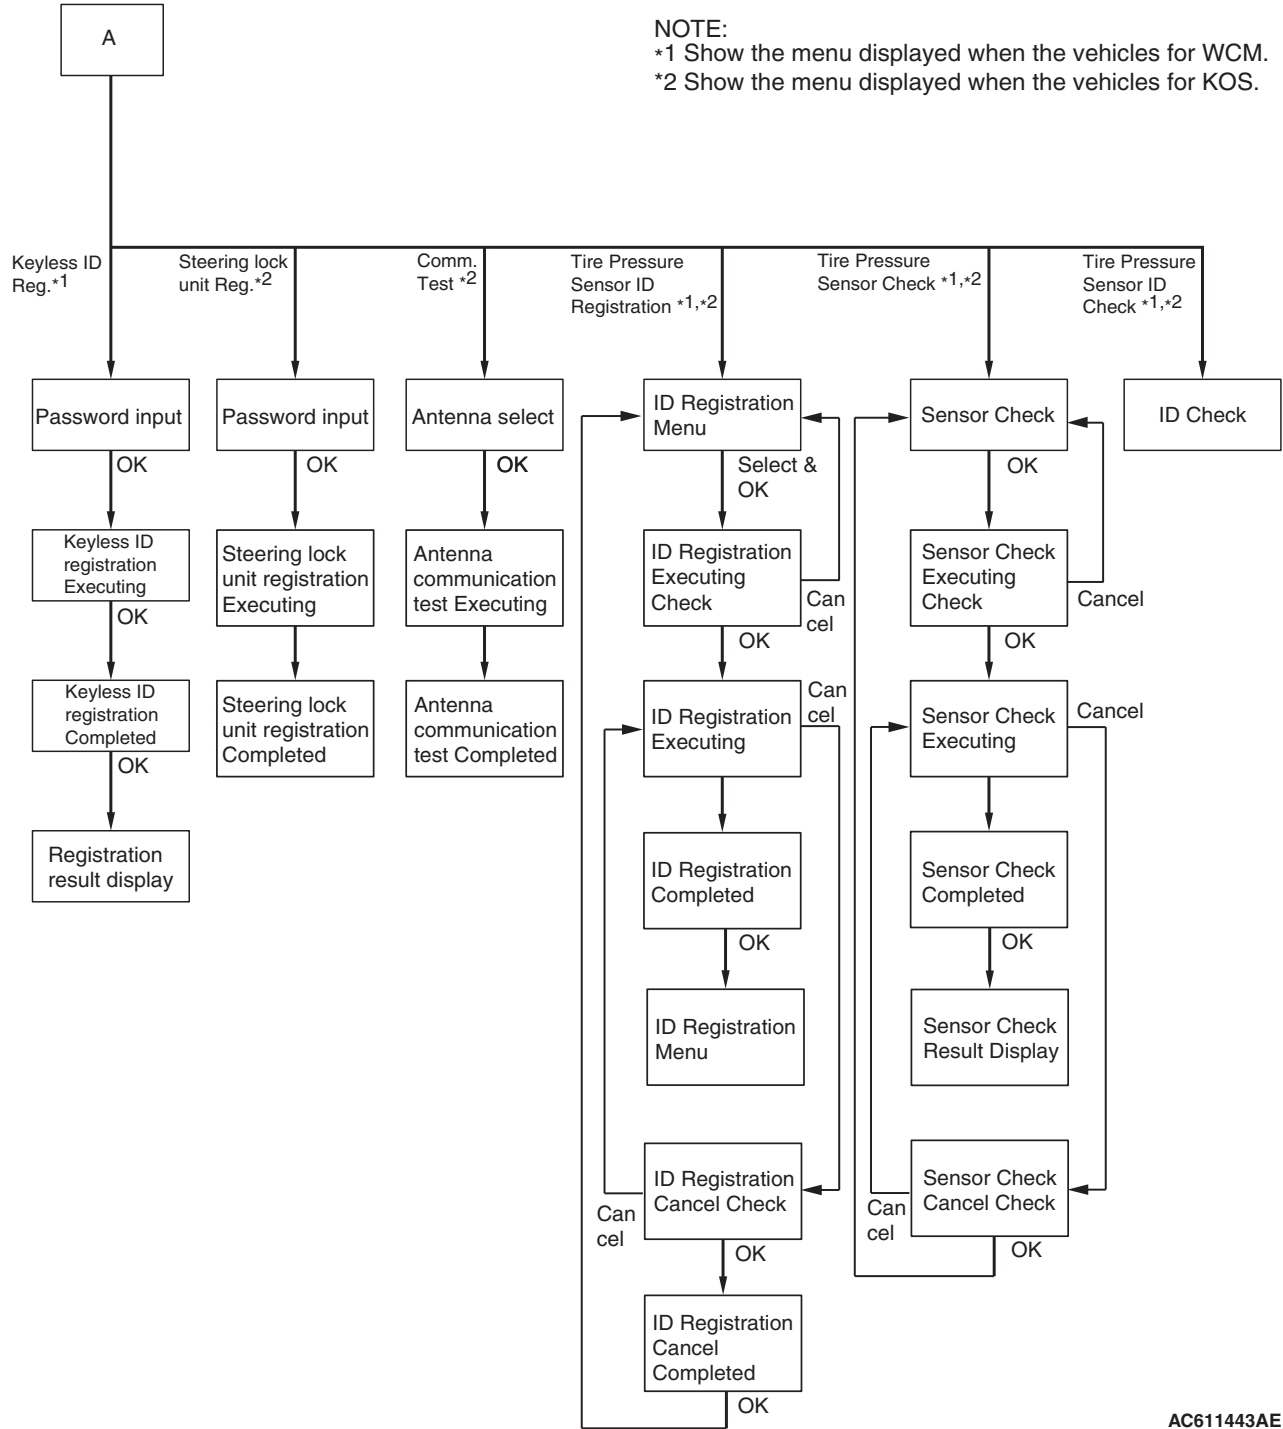 A
NOTE:
*1 Show the menu displayed when the vehicles for WCM.
*2 Show the menu displayed when the vehicles for KOS.
Keyless ID
Reg.*1
Steering lock
unit Reg.*2
Comm.
Test *2
Tire Pressure
Sensor ID
Registration *1,*2
Tire Pressure
Sensor Check *1,*2
Tire Pressure
Sensor ID
Check *1,*2
Password input
OK
Keyless ID
registration
Executing
OK
Keyless ID
registration
Completed
OK
Registration
result display
Password input
OK
Steering lock
unit registration
Executing
Steering lock
unit registration
Completed
Antenna select
OK
Antenna
communication
test Executing
Antenna
communication
test Completed
ID Registration
Menu
Select &
OK
ID Registration
Executing
Check
Can
cel
OK
ID Registration
Executing
Can
cel
ID Registration
Completed
OK
ID Registration
Menu
ID Registration
Cancel Check
Can
cel
OK
ID Registration
Cancel
Completed
OK
Sensor Check
OK
Sensor Check
Executing
Check
Cancel
OK
Sensor Check
Executing
Cancel
Sensor Check
Completed
OK
Sensor Check
Result Display
Sensor Check
Cancel Check
Can
cel
OK
ID Check
AC611443AE